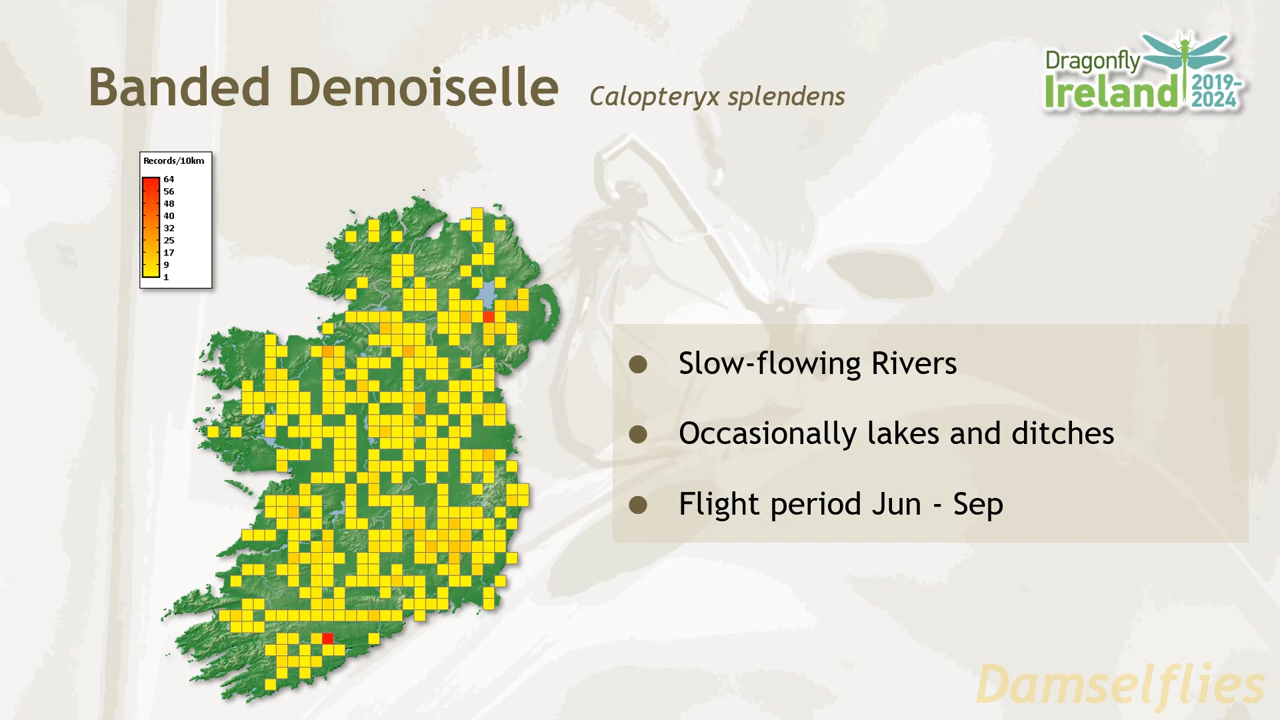 Banded Demoiselle Calopteryx splendens
Dragonfly
Ireland 2019-
2024
Records/10km
64
56
48
40
32
25
17
9
1
● Slow-flowing Rivers
● Occasionally lakes and ditches
● Flight period Jun - Sep
Damselflies